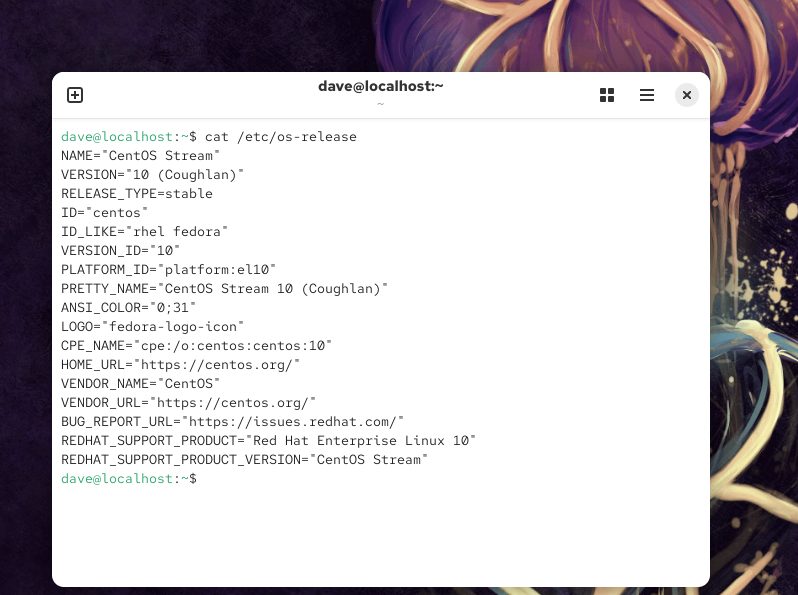 dave@localhost:~
~
dave@localhost:~$ cat /etc/os-release
NAME="CentOS Stream"
VERSION="10 (Coughlan)"
RELEASE_TYPE=stable
ID="centos"
ID_LIKE="rhel fedora"
VERSION_ID="10"
PLATFORM_ID="platform:el10"
PRETTY_NAME="CentOS Stream 10 (Coughlan)"
ANSI_COLOR="0;31"
LOGO="fedora-logo-icon"
CPE_NAME="cpe:/o:centos:centos:10"
HOME_URL="https://centos.org/"
VENDOR_NAME="CentOS"
VENDOR_URL="https://centos.org/"
BUG_REPORT_URL="https://issues.redhat.com/"
REDHAT_SUPPORT_PRODUCT="Red Hat Enterprise Linux 10"
REDHAT_SUPPORT_PRODUCT_VERSION="CentOS Stream"
dave@localhost:~$